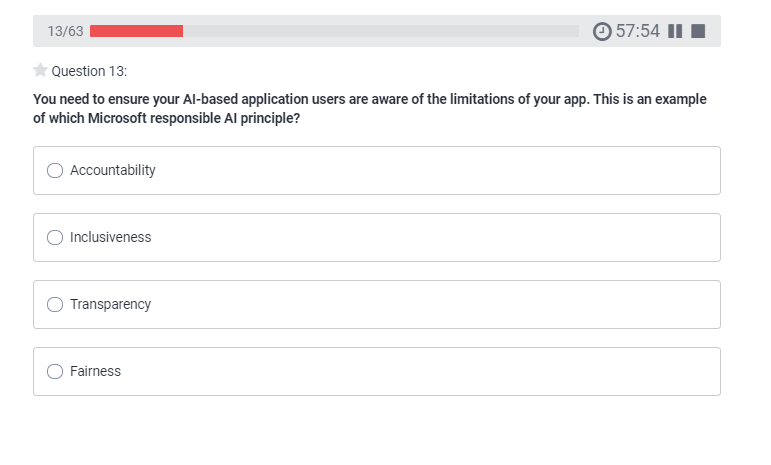 13/63
57:54
Question 13:
You need to ensure your AI-based application users are aware of the limitations of your app. This is an example
of which Microsoft responsible AI principle?
Accountability
Inclusiveness
Transparency
Fairness